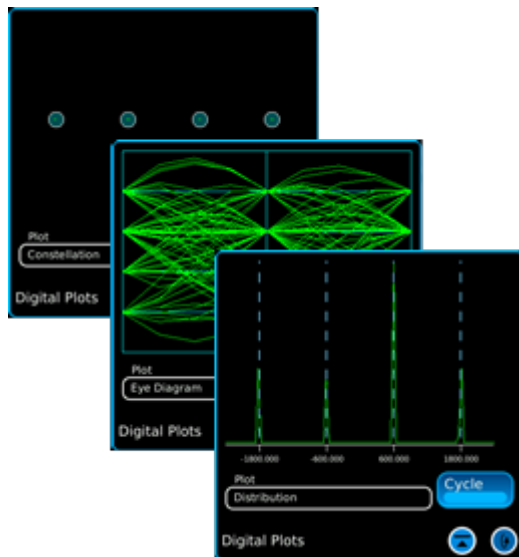 Plot
Constellation
Digital Plots
Plot
Eye Diagram
Digital Plots
-1800.000 -600.000 600.000 1800.000
Plot
Distribution
Cycle
Digital Plots